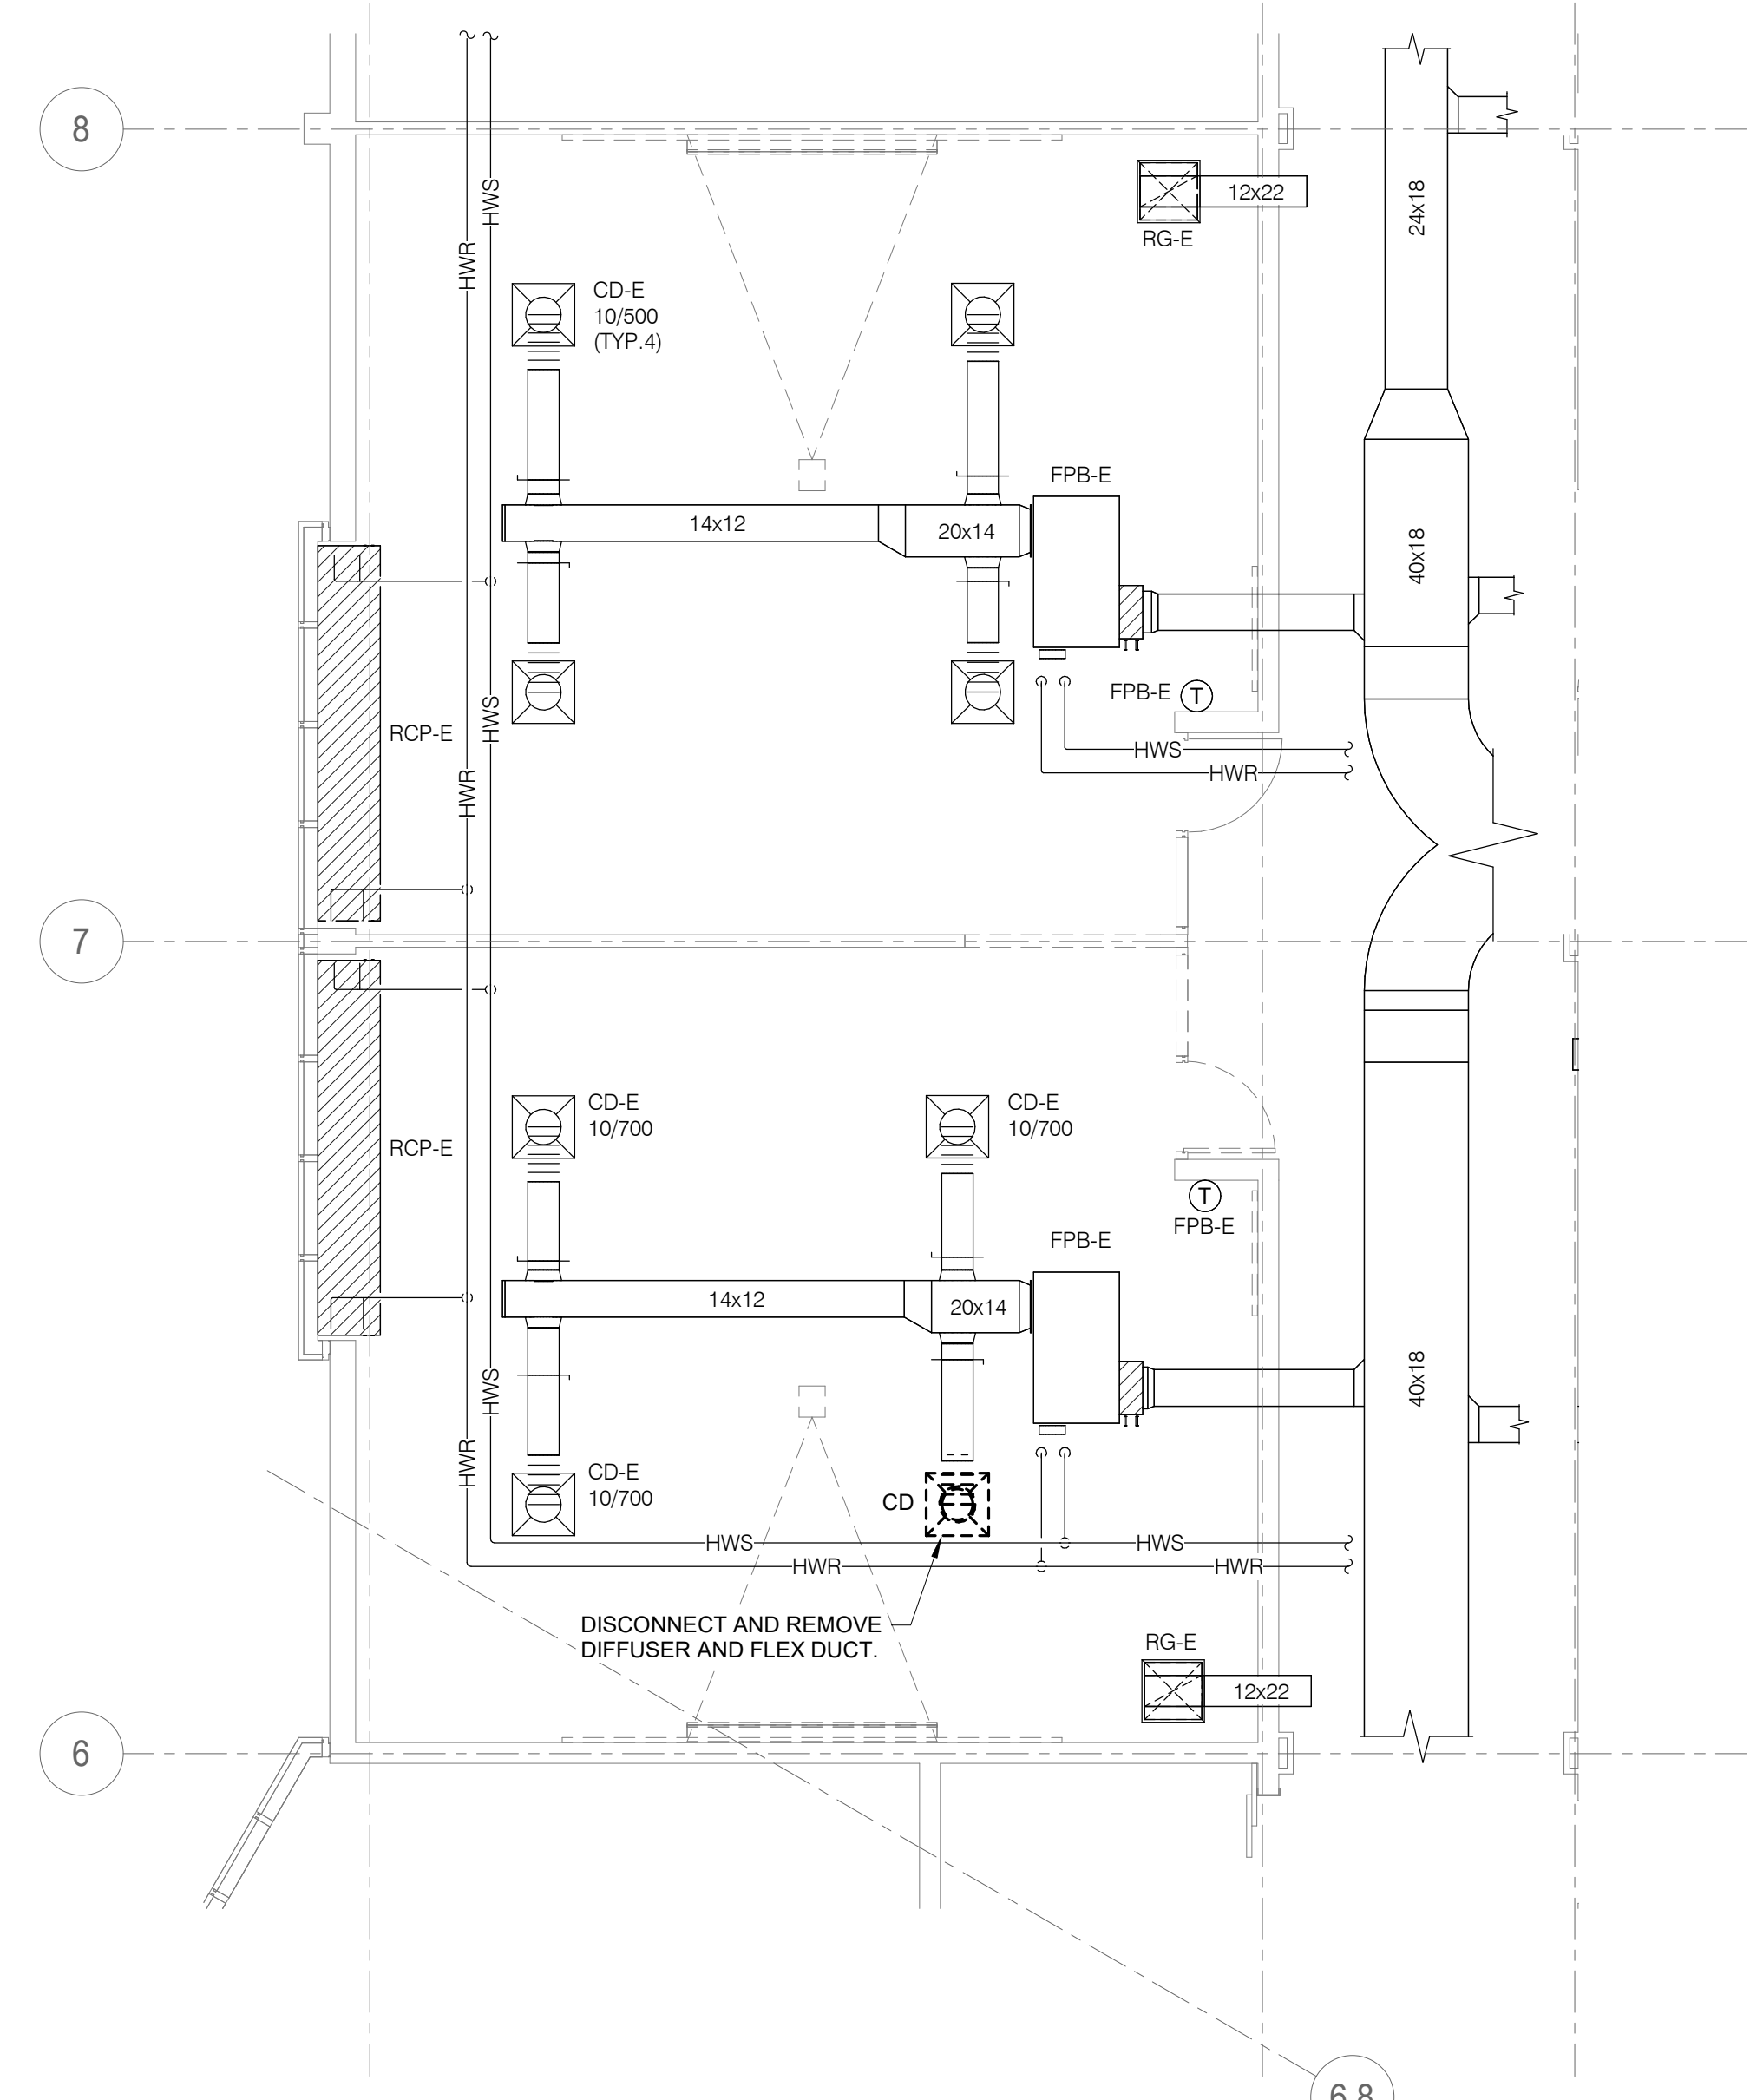 8
HWS
HWR
12x22
RG-E
24x18
CD-E
10/500
(TYP.4)
FPB-E
14x12
20x14
40x18
FPB-E T
RCP-E
HWS
HWR
HWS
HWR
7
CD-E
10/700
CD-E
10/700
RCP-E
T
FPB-E
FPB-E
14x12
20x14
40x18
HWS
HWR
CD-E
10/700
CD
HWS
HWS
HWR
HWR
DISCONNECT AND REMOVE
DIFFUSER AND FLEX DUCT.
RG-E
12x22
6
6.8